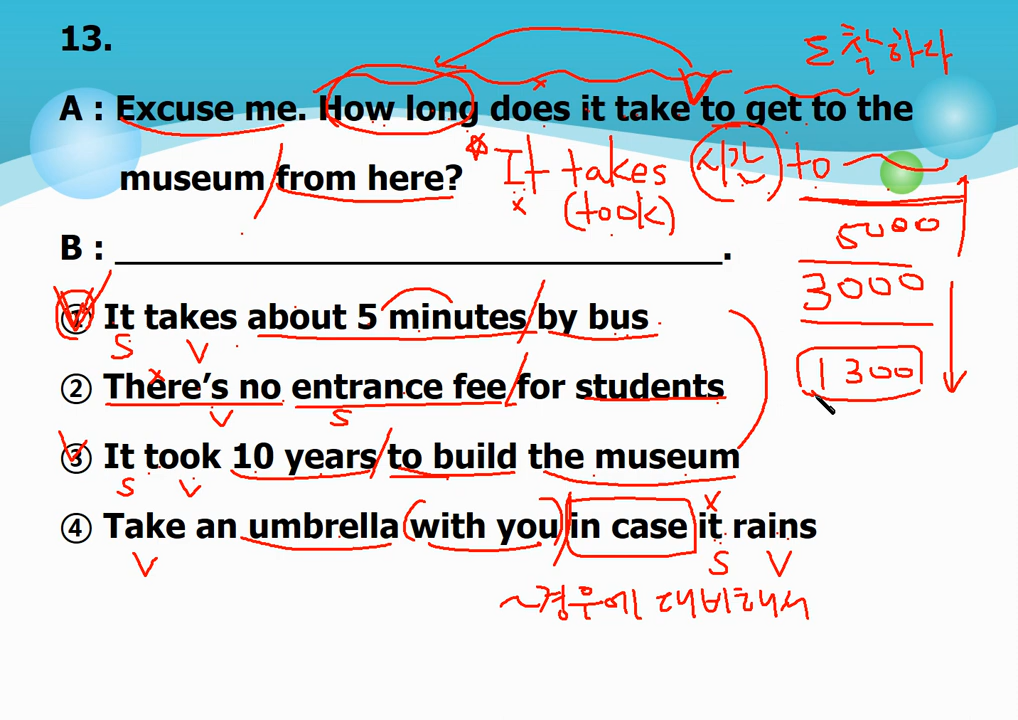 13.
도착하다
A : Excuse me. How long does it take to get to the
museum from here?
It takes 시간 to
(took)
5000
B : ______________________________.
3000
① It takes about 5 minutes by bus
S V
1300
② There's no entrance fee for students
V S
③ It took 10 years to build the museum
S V
④ Take an umbrella with you in case it rains
V S V
~경우에 대비해서